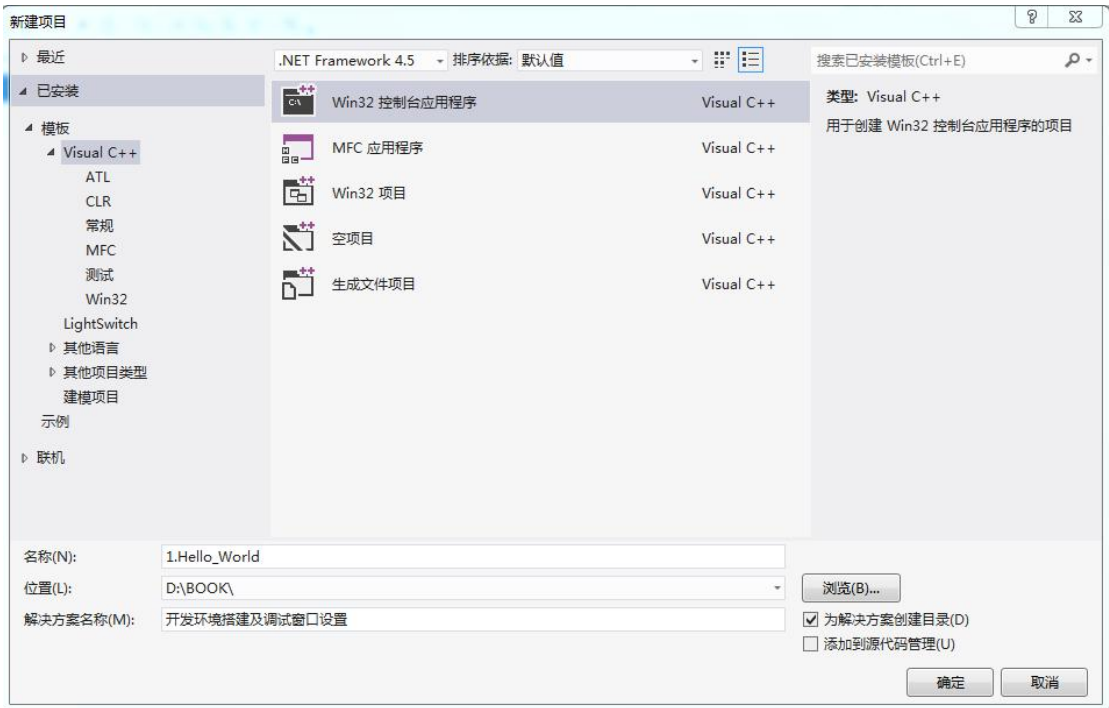 新建项目
最近
已安装
模板
Visual C++
ATL
CLR
常规
MFC
测试
Win32
LightSwitch
其他语言
其他项目类型
建模项目
示例
联机
.NET Framework 4.5 排序依据: 默认值
Win32 控制台应用程序 Visual C++
MFC 应用程序 Visual C++
Win32 项目 Visual C++
空项目 Visual C++
生成文件项目 Visual C++
搜索已安装模板(Ctrl+E)
类型: Visual C++
用于创建 Win32 控制台应用程序的项目
名称(N): 1.Hello_World
位置(L): D:\BOOK\ 浏览(B)...
解决方案名称(M): 开发环境搭建及调试窗口设置 为解决方案创建目录(D)
添加到源代码管理(U)
确定 取消